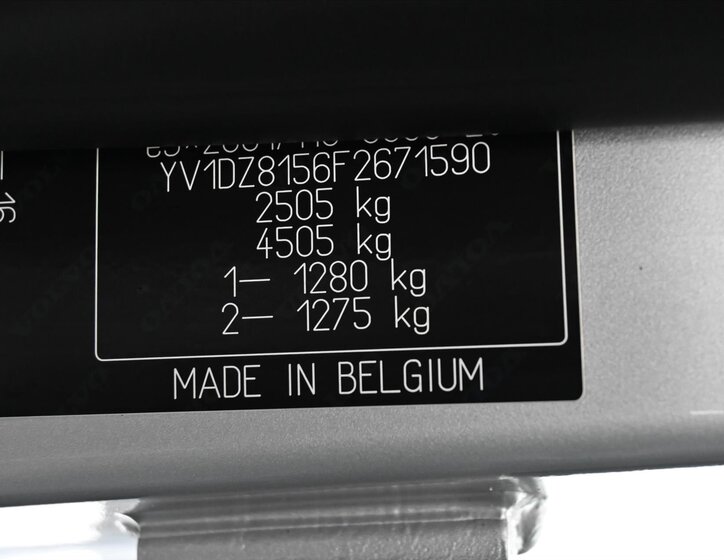 YV1DZ8156F2671590
2505 kg
4505 kg
1– 1280 kg
2– 1275 kg
MADE IN BELGIUM